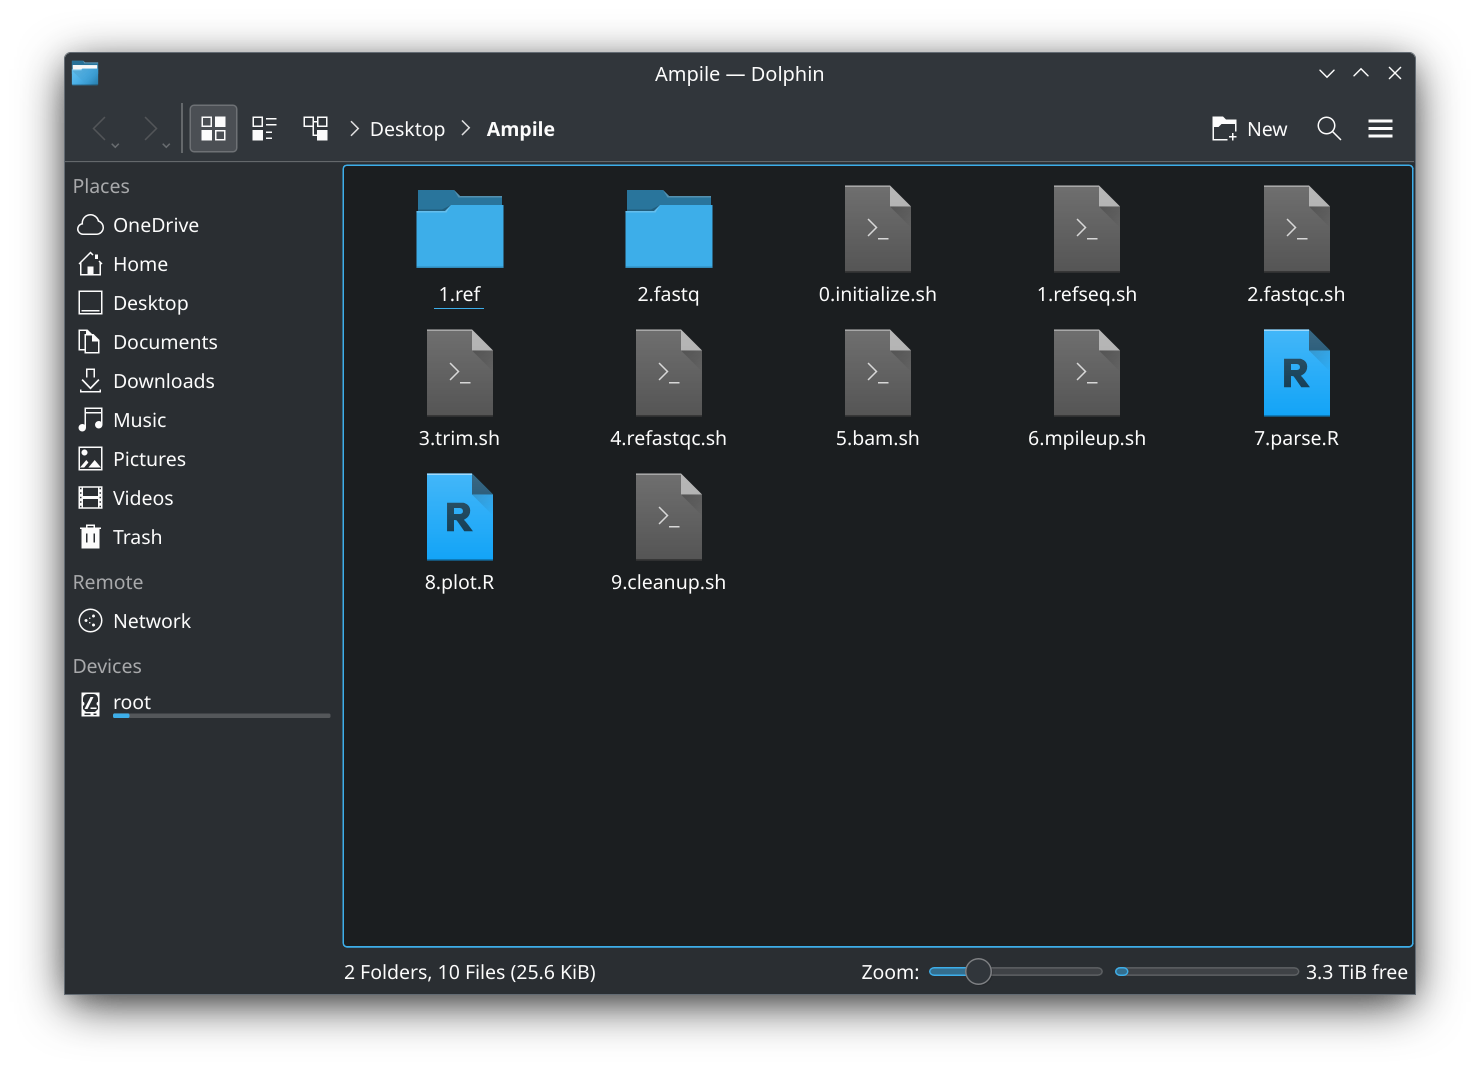 Ampile — Dolphin
Desktop
Ampile
New
Places
OneDrive
Home
Desktop
Documents
Downloads
Music
Pictures
Videos
Trash
Remote
Network
Devices
root
1.ref
2.fastq
0.initialize.sh
1.refseq.sh
2.fastqc.sh
3.trim.sh
4.refastqc.sh
5.bam.sh
6.mpileup.sh
R
7.parse.R
R
8.plot.R
9.cleanup.sh
2 Folders, 10 Files (25.6 KiB)
Zoom:
3.3 TiB free